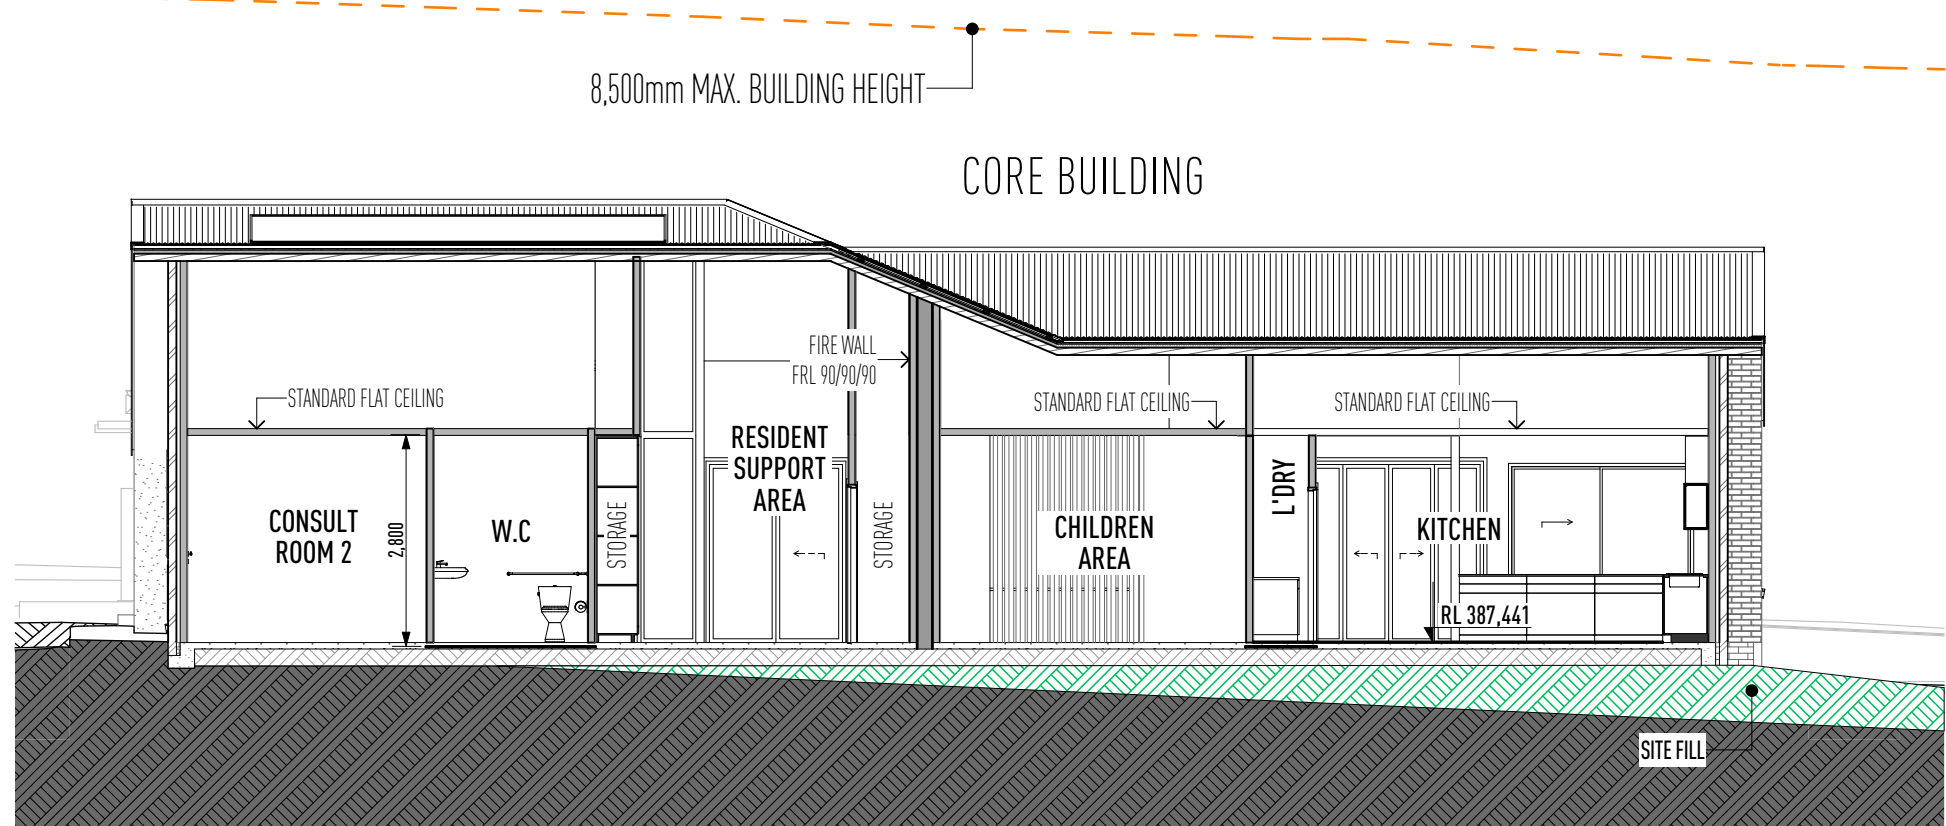 8,500mm MAX. BUILDING HEIGHT
CORE BUILDING
FIRE WALL
FRL 90/90/90
STANDARD FLAT CEILING
STANDARD FLAT CEILING
STANDARD FLAT CEILING
RESIDENT
SUPPORT
AREA
CONSULT
ROOM 2
2,800
W.C
STORAGE
STORAGE
CHILDREN
AREA
L'DRY
KITCHEN
RL 387,441
SITE FILL